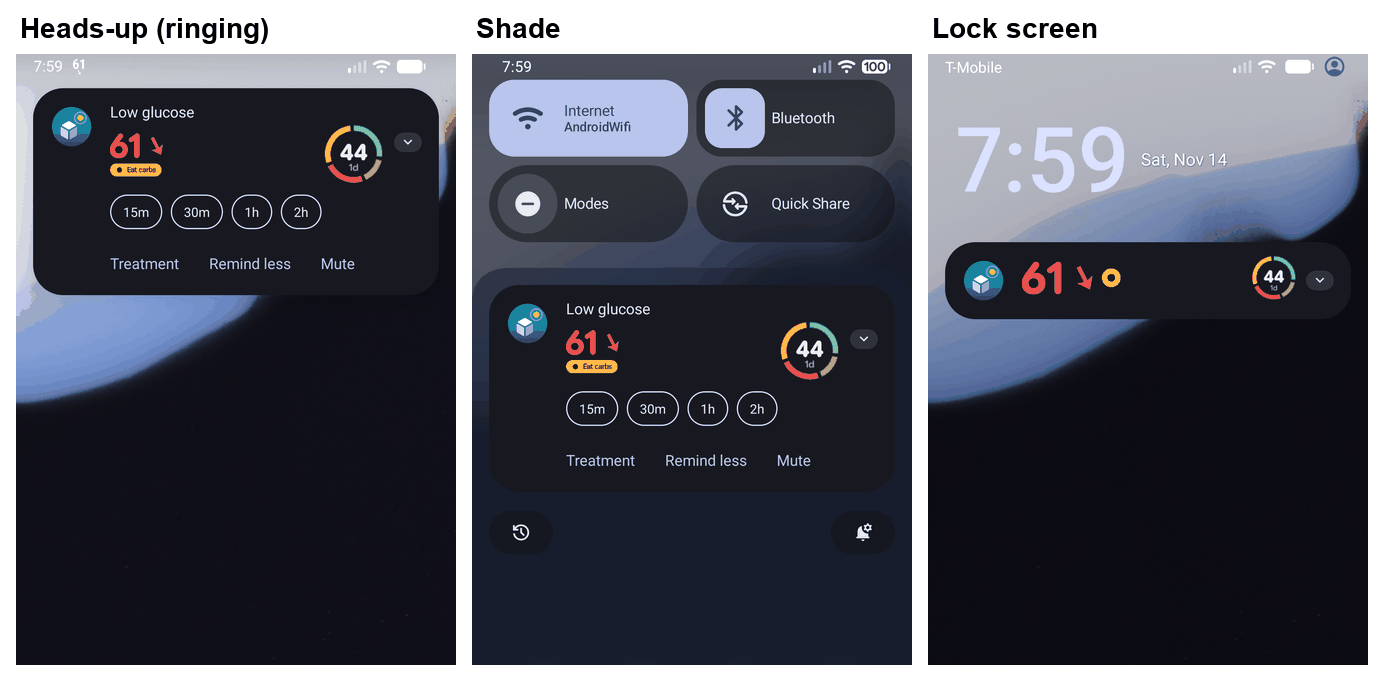 Heads-up (ringing)
7:59 61
Low glucose
61
Eat carbs
44
1d
15m 30m 1h 2h
Treatment Remind less Mute
Shade
7:59 100
Internet
AndroidWifi
Bluetooth
Modes
Quick Share
Low glucose
61
Eat carbs
44
1d
15m 30m 1h 2h
Treatment Remind less Mute
Lock screen
T-Mobile
7:59 Sat, Nov 14
61
44
1d